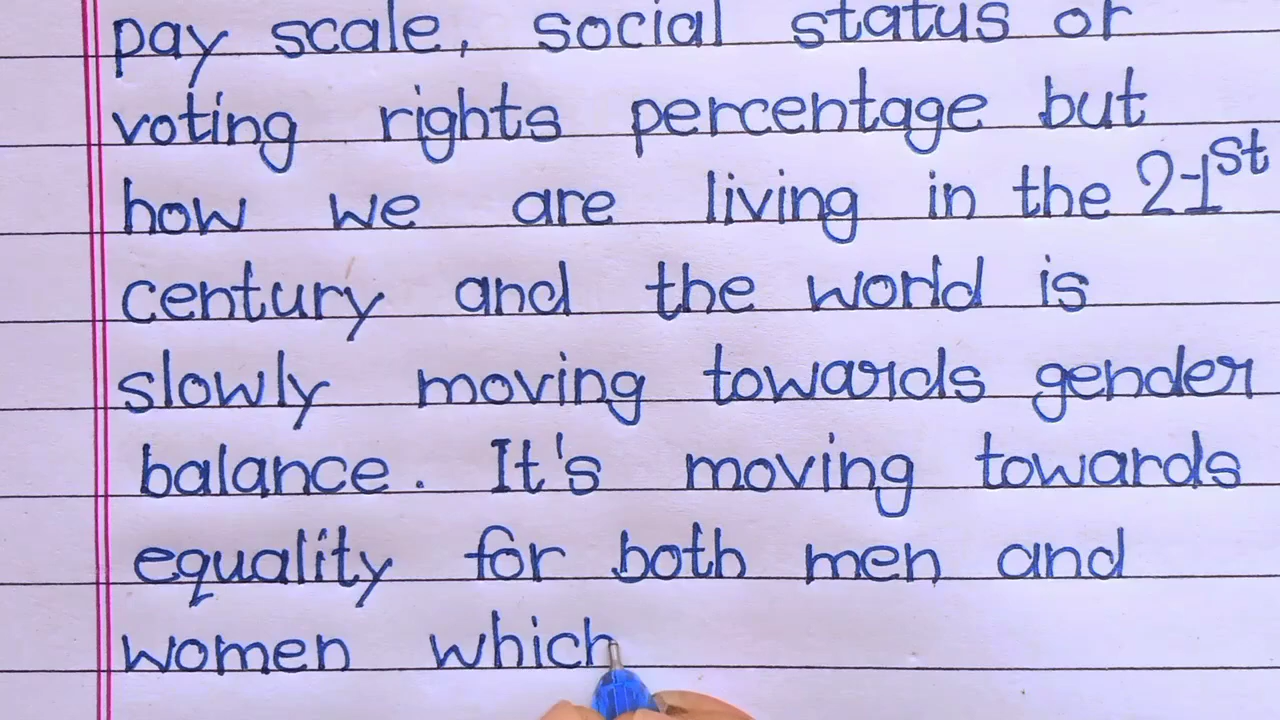 pay scale, social status or
voting rights percentage but
how we are living in the 21st
century and the world is
slowly moving towards gender
balance. It's moving towards
equality for both men and
women which